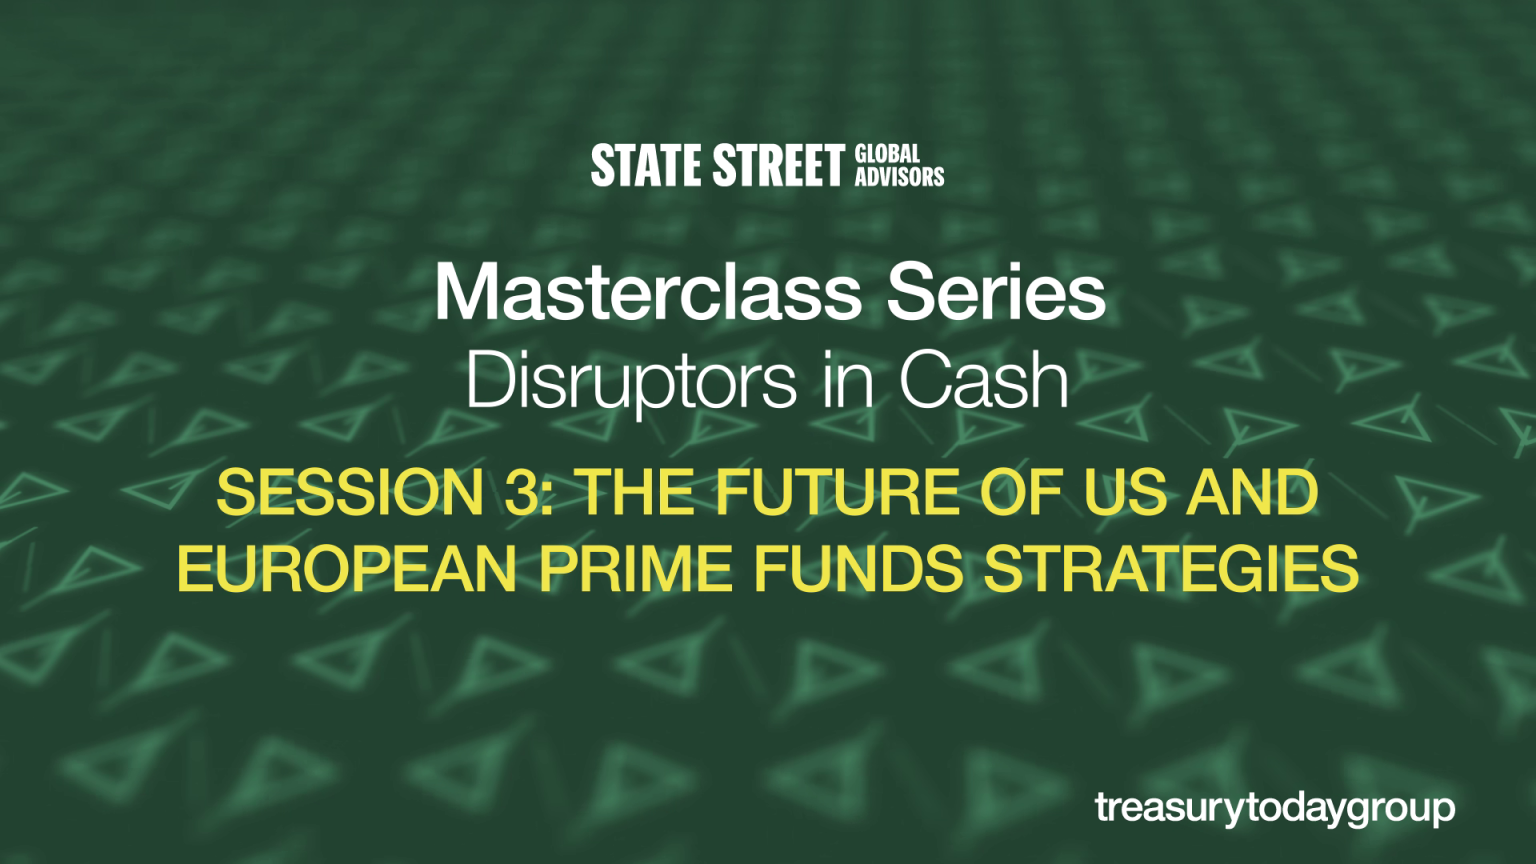 STATE STREET GLOBAL ADVISORS
Masterclass Series
Disruptors in Cash
SESSION 3: THE FUTURE OF US AND
EUROPEAN PRIME FUNDS STRATEGIES
treasurytodaygroup